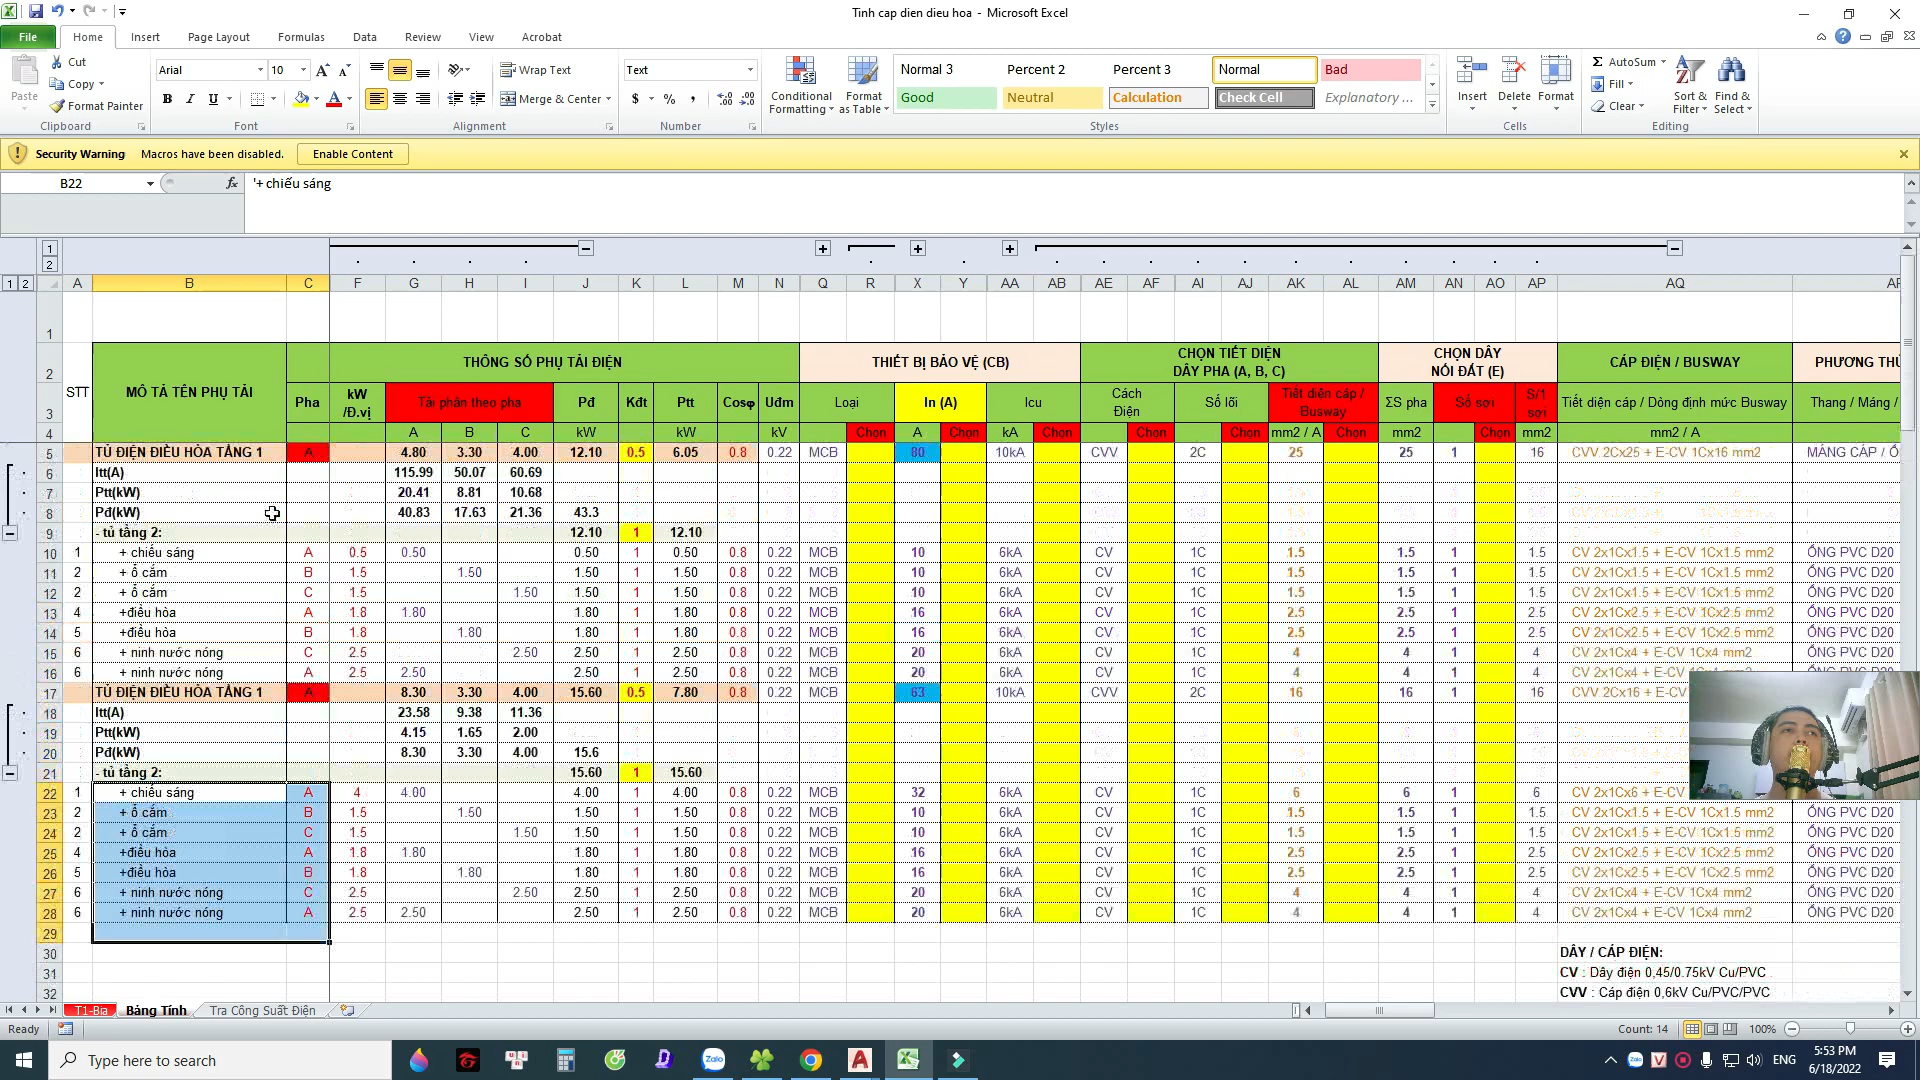 Tinh cap dien dieu hoa - Microsoft Excel
File Home Insert Page Layout Formulas Data Review View Acrobat
Paste
Cut
Copy
Format Painter
Clipboard
Arial 10
B I U
Font
Wrap Text
Merge & Center
Alignment
Text
$ % ,
Number
Conditional Formatting
Format as Table
Normal 3 Percent 2 Percent 3 Normal Bad
Good Neutral Calculation Check Cell Explanatory ...
Styles
Insert Delete Format
Cells
AutoSum
Fill
Clear
Sort & Filter
Find & Select
Editing
Security Warning Macros have been disabled. Enable Content
B22 fx '+ chiếu sáng
1
2
1 2 A B C F G H I J K L M N Q R X Y AA AB AE AF AI AJ AK AL AM AN AO AP AQ
1
2 THÔNG SỐ PHỤ TẢI ĐIỆN THIẾT BỊ BẢO VỆ (CB) CHỌN TIẾT DIỆN DÂY PHA (A, B, C) CHỌN DÂY NỐI ĐẤT (E) CÁP ĐIỆN / BUSWAY PHƯƠNG THỨ
STT MÔ TẢ TÊN PHỤ TẢI
3 Pha kW /Đ.vị Tải phân theo pha Pđ Kđt Ptt Cosφ Uđm Loại In (A) Icu Cách Điện Số lõi Tiết diện cáp / Busway ΣS pha Số sợi S/1 sợi Tiết diện cáp / Dòng định mức Busway Thang / Máng /
4 A B C kW kW kV Chọn A Chọn kA Chọn Chọn Chọn mm2 / A Chọn mm2 Chọn mm2 mm2 / A
5 TỦ ĐIỆN ĐIỀU HÒA TẦNG 1 A 4.80 3.30 4.00 12.10 0.5 6.05 0.8 0.22 MCB 80 10kA CVV 2C 25 25 1 16 CVV 2Cx25 + E-CV 1Cx16 mm2 MÁNG CÁP / Ố
6 Itt(A) 115.99 50.07 60.69
7 Ptt(kW) 20.41 8.81 10.68
8 Pđ(kW) 40.83 17.63 21.36 43.3
9 - tủ tầng 2: 12.10 1 12.10
10 1 + chiếu sáng A 0.5 0.50 0.50 1 0.50 0.8 0.22 MCB 10 6kA CV 1C 1.5 1.5 1 1.5 CV 2x1Cx1.5 + E-CV 1Cx1.5 mm2 ỐNG PVC D20
11 2 + ổ cắm B 1.5 1.50 1.50 1 1.50 0.8 0.22 MCB 10 6kA CV 1C 1.5 1.5 1 1.5 CV 2x1Cx1.5 + E-CV 1Cx1.5 mm2 ỐNG PVC D20
12 2 + ổ cắm C 1.5 1.50 1.50 1 1.50 0.8 0.22 MCB 10 6kA CV 1C 1.5 1.5 1 1.5 CV 2x1Cx1.5 + E-CV 1Cx1.5 mm2 ỐNG PVC D20
13 4 +điều hòa A 1.8 1.80 1.80 1 1.80 0.8 0.22 MCB 16 6kA CV 1C 2.5 2.5 1 2.5 CV 2x1Cx2.5 + E-CV 1Cx2.5 mm2 ỐNG PVC D20
14 5 +điều hòa B 1.8 1.80 1.80 1 1.80 0.8 0.22 MCB 16 6kA CV 1C 2.5 2.5 1 2.5 CV 2x1Cx2.5 + E-CV 1Cx2.5 mm2 ỐNG PVC D20
15 6 + ninh nước nóng C 2.5 2.50 2.50 1 2.50 0.8 0.22 MCB 20 6kA CV 1C 4 4 1 4 CV 2x1Cx4 + E-CV 1Cx4 mm2 ỐNG PVC D20
16 6 + ninh nước nóng A 2.5 2.50 2.50 1 2.50 0.8 0.22 MCB 20 6kA CV 1C 4 4 1 4 CV 2x1Cx4 + E-CV 1Cx4 mm2 ỐNG PVC D20
17 TỦ ĐIỆN ĐIỀU HÒA TẦNG 1 A 8.30 3.30 4.00 15.60 0.5 7.80 0.8 0.22 MCB 63 10kA CVV 2C 16 16 1 16 CVV 2Cx16 + E-CV
18 Itt(A) 23.58 9.38 11.36
19 Ptt(kW) 4.15 1.65 2.00
20 Pđ(kW) 8.30 3.30 4.00 15.6
21 - tủ tầng 2: 15.60 1 15.60
22 1 + chiếu sáng A 4 4.00 4.00 1 4.00 0.8 0.22 MCB 32 6kA CV 1C 6 6 1 6 CV 2x1Cx6 + E-CV
23 2 + ổ cắm B 1.5 1.50 1.50 1 1.50 0.8 0.22 MCB 10 6kA CV 1C 1.5 1.5 1 1.5 CV 2x1Cx1.5 + E-CV 1Cx1.5 mm2 ỐNG PVC D20
24 2 + ổ cắm C 1.5 1.50 1.50 1 1.50 0.8 0.22 MCB 10 6kA CV 1C 1.5 1.5 1 1.5 CV 2x1Cx1.5 + E-CV 1Cx1.5 mm2 ỐNG PVC D20
25 4 +điều hòa A 1.8 1.80 1.80 1 1.80 0.8 0.22 MCB 16 6kA CV 1C 2.5 2.5 1 2.5 CV 2x1Cx2.5 + E-CV 1Cx2.5 mm2 ỐNG PVC D20
26 5 +điều hòa B 1.8 1.80 1.80 1 1.80 0.8 0.22 MCB 16 6kA CV 1C 2.5 2.5 1 2.5 CV 2x1Cx2.5 + E-CV 1Cx2.5 mm2 ỐNG PVC D20
27 6 + ninh nước nóng C 2.5 2.50 2.50 1 2.50 0.8 0.22 MCB 20 6kA CV 1C 4 4 1 4 CV 2x1Cx4 + E-CV 1Cx4 mm2 ỐNG PVC D20
28 6 + ninh nước nóng A 2.5 2.50 2.50 1 2.50 0.8 0.22 MCB 20 6kA CV 1C 4 4 1 4 CV 2x1Cx4 + E-CV 1Cx4 mm2 ỐNG PVC D20
29
30 DÂY / CÁP ĐIỆN:
31 CV : Dây điện 0,45/0.75kV Cu/PVC
32 CVV : Cáp điện 0,6kV Cu/PVC/PVC
T1-Bia Bảng Tính Tra Công Suất Điện
Ready Count: 14 100%
Type here to search
Zalo ENG 5:53 PM
6/18/2022